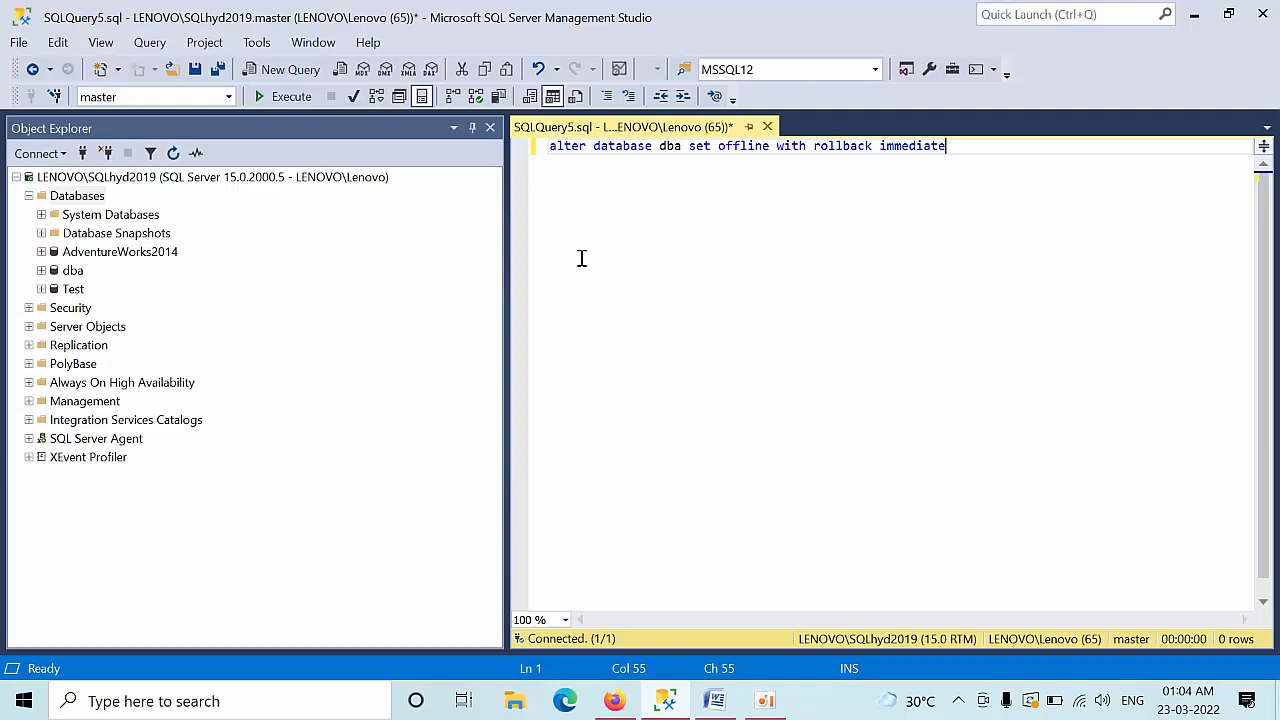 SQLQuery5.sql - LENOVO\SQLhyd2019.master (LENOVO\Lenovo (65))* - Microsoft SQL Server Management Studio
Quick Launch (Ctrl+Q)
File Edit View Query Project Tools Window Help
New Query
MDX DMX XMLA DAX
MSSQL12
master
Execute
Object Explorer
SQLQuery5.sql - L...ENOVO\Lenovo (65))*
Connect
alter database dba set offline with rollback immediate
LENOVO\SQLhyd2019 (SQL Server 15.0.2000.5 - LENOVO\Lenovo)
Databases
System Databases
Database Snapshots
AdventureWorks2014
dba
Test
Security
Server Objects
Replication
PolyBase
Always On High Availability
Management
Integration Services Catalogs
SQL Server Agent
XEvent Profiler
100 %
Connected. (1/1)
LENOVO\SQLhyd2019 (15.0 RTM) LENOVO\Lenovo (65) master 00:00:00 0 rows
Ready
Ln 1 Col 55 Ch 55 INS
Type here to search
30°C
ENG
01:04 AM
23-03-2022